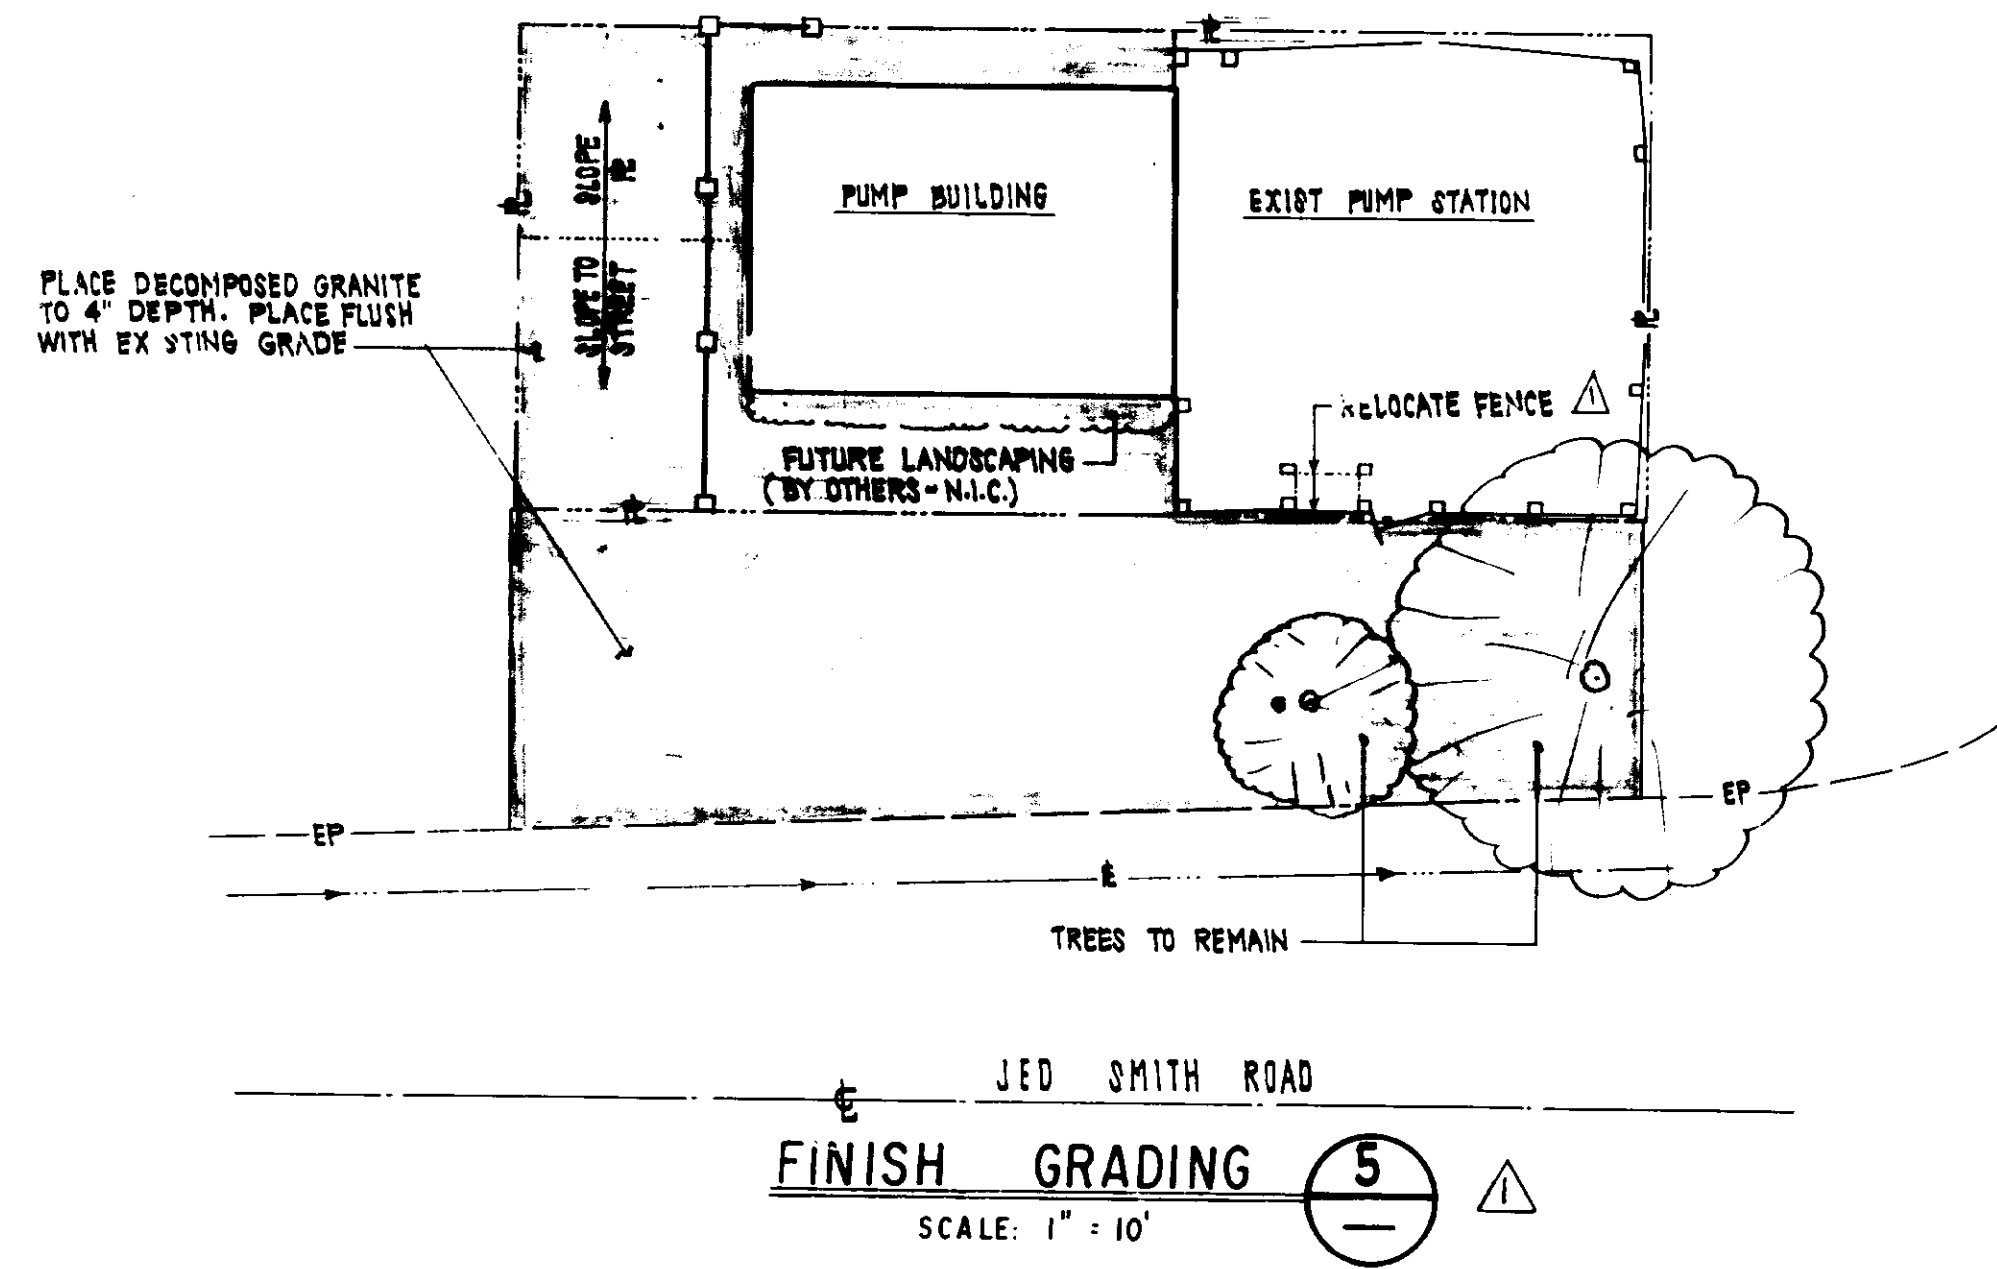 PUMP BUILDING
EXIST PUMP STATION
SLOPE
PL
SLOPE TO
STREET
PLACE DECOMPOSED GRANITE
TO 4" DEPTH. PLACE FLUSH
WITH EX STING GRADE
RELOCATE FENCE 1
FUTURE LANDSCAPING
(BY OTHERS - N.I.C.)
EP
EP
TREES TO REMAIN
JED SMITH ROAD
FINISH GRADING 5 1
SCALE: 1" = 10'